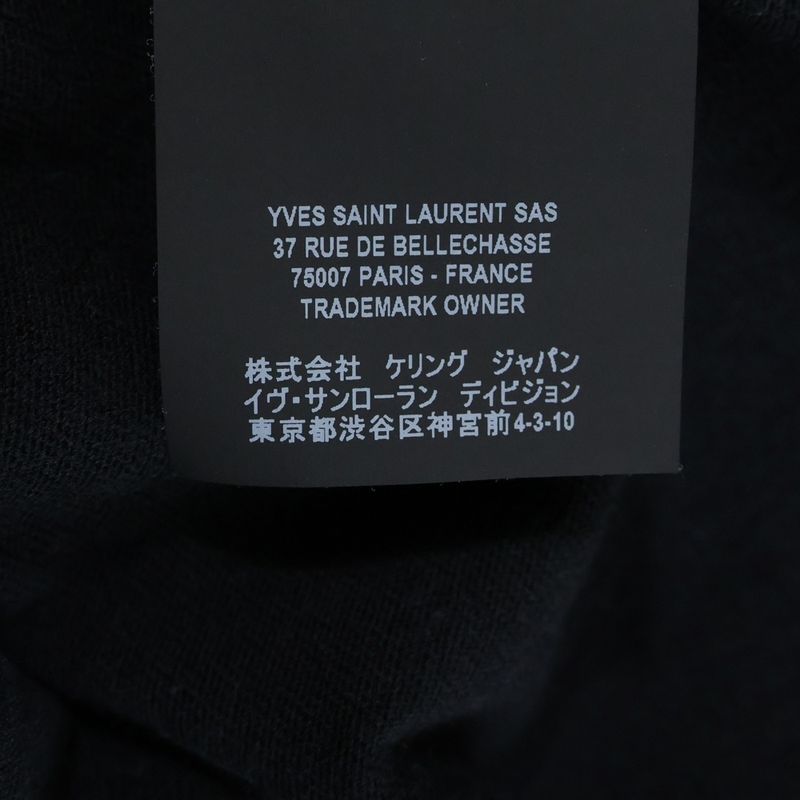 YVES SAINT LAURENT SAS
37 RUE DE BELLECHASSE
75007 PARIS - FRANCE
TRADEMARK OWNER
株式会社 ケリング ジャパン
イヴ・サンローラン ディビジョン
東京都渋谷区神宮前4-3-10